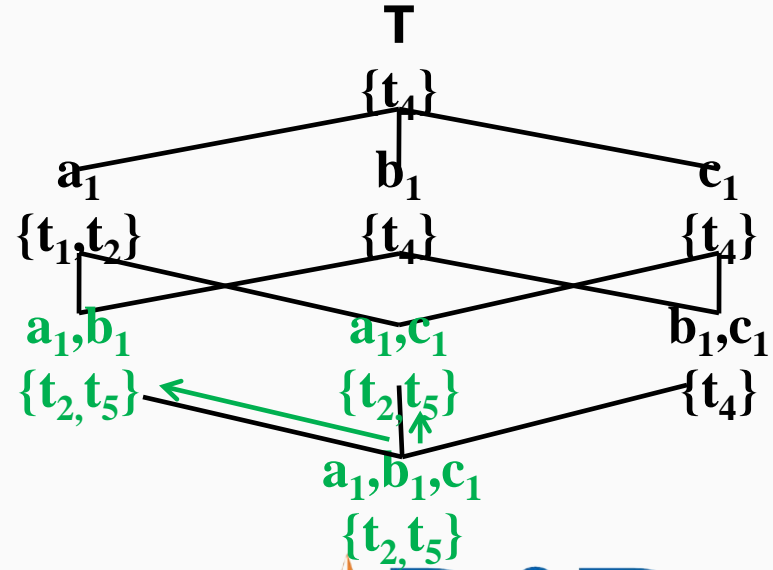 T
{t₄}
a₁ b₁ c₁
{t₁,t₂} {t₄} {t₄}
a₁,b₁ a₁,c₁ b₁,c₁
{t₂,t₅} {t₂,t₅} {t₄}
a₁,b₁,c₁
{t₂,t₅}